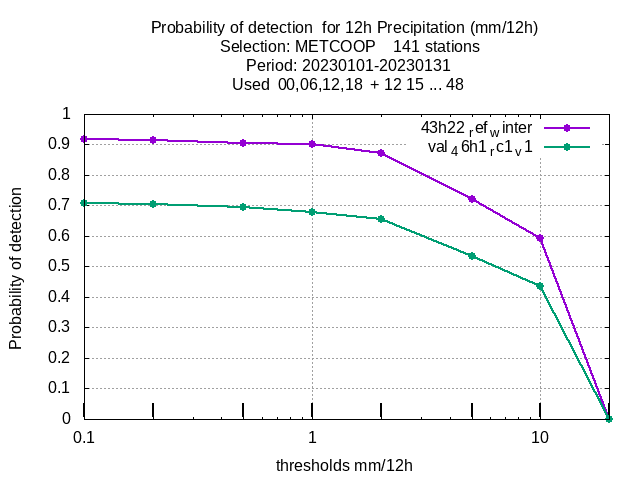 Probability of detection  for 12h Precipitation (mm/12h)
Selection: METCOOP    141 stations
Period: 20230101-20230131
Used  00,06,12,18  + 12 15 ... 48
1
0.9
0.8
0.7
0.6
0.5
0.4
0.3
0.2
0.1
0
Probability of detection
43h22refwinter
val46h1rc1v1
0.1
1
10
thresholds mm/12h